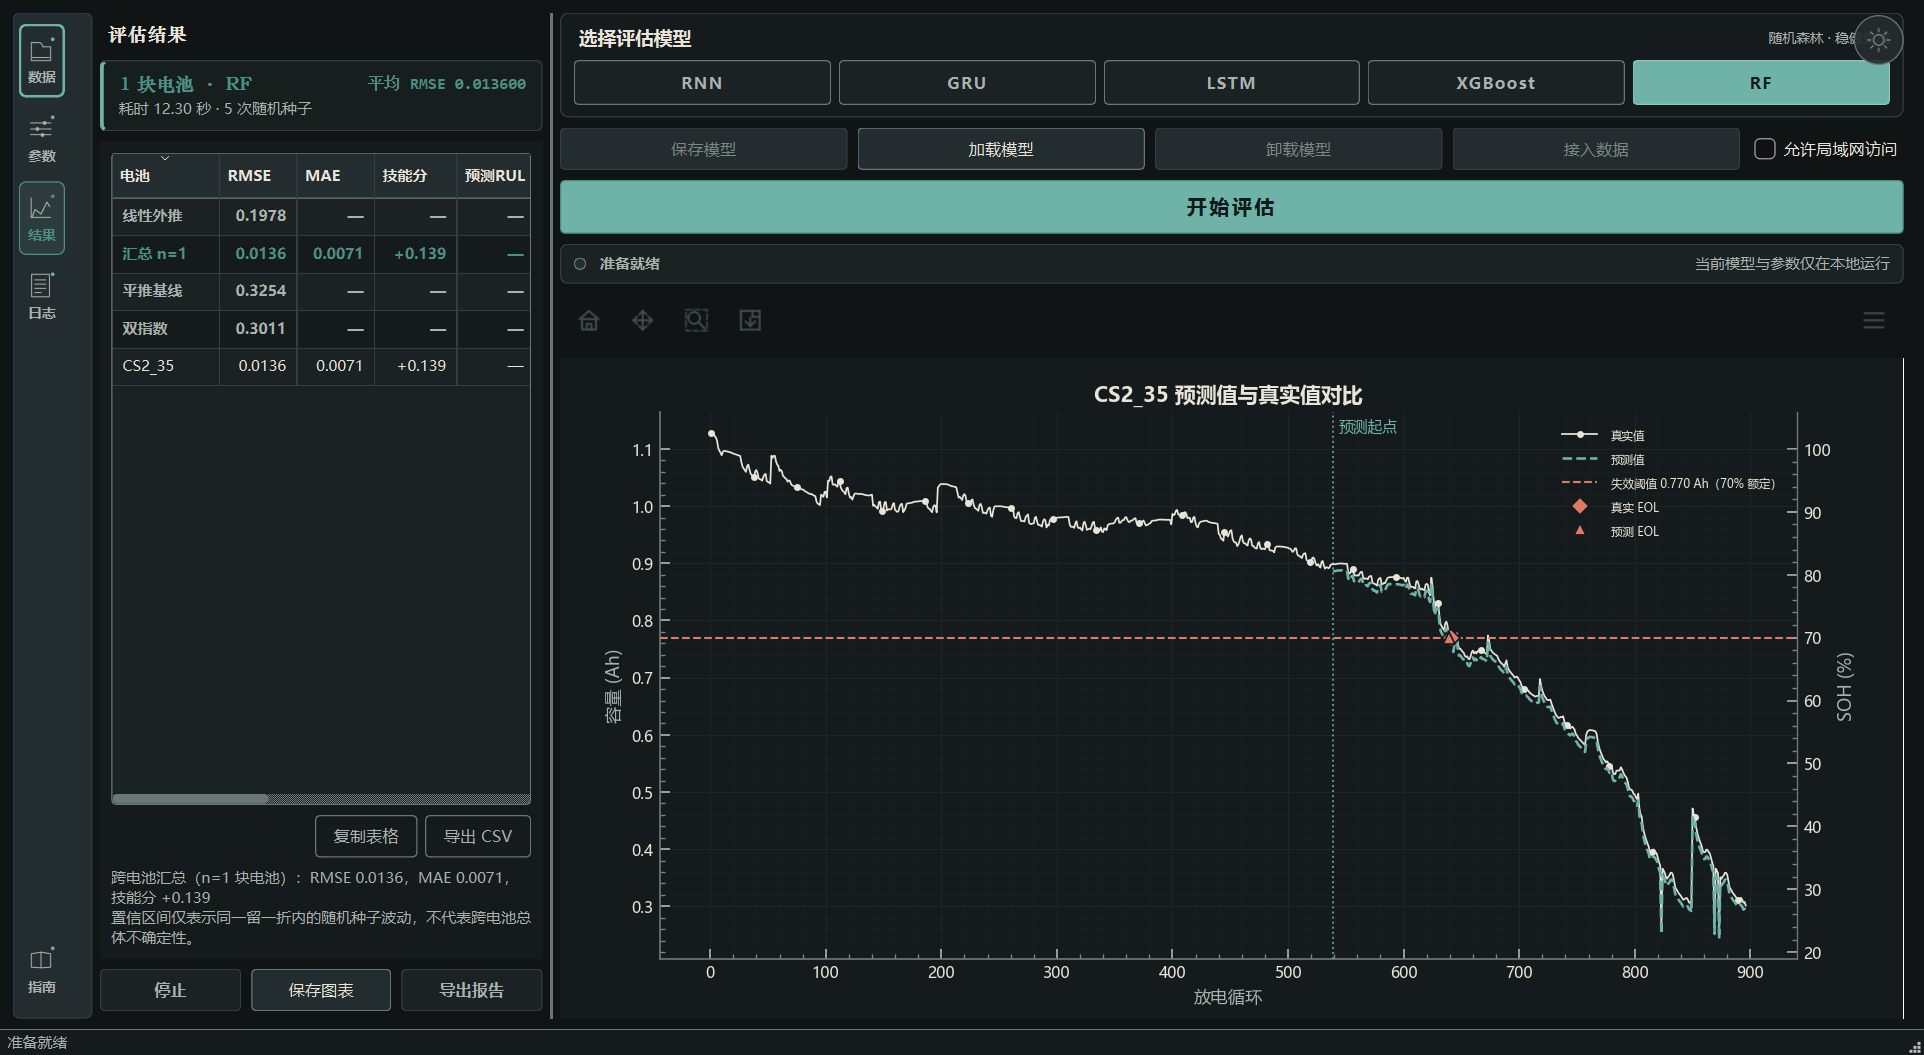 数据
参数
结果
日志
指南
评估结果
1 块电池 · RF
平均 RMSE 0.013600
耗时 12.30 秒 · 5 次随机种子
电池 RMSE MAE 技能分 预测RUL
线性外推 0.1978 — — —
汇总 n=1 0.0136 0.0071 +0.139 —
平推基线 0.3254 — — —
双指数 0.3011 — — —
CS2_35 0.0136 0.0071 +0.139 —
复制表格 导出 CSV
跨电池汇总（n=1 块电池）：RMSE 0.0136，MAE 0.0071，
技能分 +0.139
置信区间仅表示同一留一折内的随机种子波动，不代表跨电池总
体不确定性。
停止 保存图表 导出报告
选择评估模型
随机森林 · 稳
RNN GRU LSTM XGBoost RF
保存模型 加载模型 卸载模型 接入数据 允许局域网访问
开始评估
准备就绪
当前模型与参数仅在本地运行
CS2_35 预测值与真实值对比
预测起点
真实值
预测值
失效阈值 0.770 Ah（70% 额定）
真实 EOL
预测 EOL
1.1
1.0
0.9
0.8
0.7
0.6
0.5
0.4
0.3
容量 (Ah)
100
90
80
70
60
50
40
30
20
SOH (%)
0 100 200 300 400 500 600 700 800 900
放电循环
准备就绪